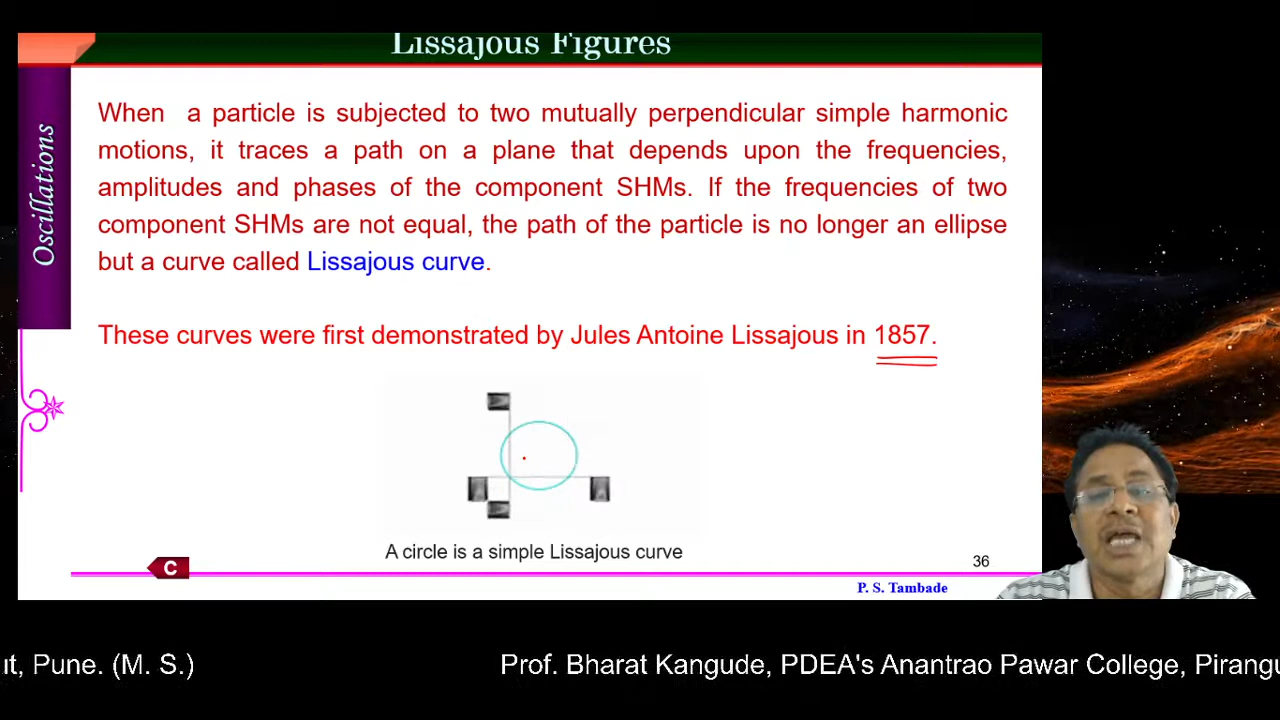 Lissajous Figures
Oscillations
When a particle is subjected to two mutually perpendicular simple harmonic
motions, it traces a path on a plane that depends upon the frequencies,
amplitudes and phases of the component SHMs. If the frequencies of two
component SHMs are not equal, the path of the particle is no longer an ellipse
but a curve called Lissajous curve.
These curves were first demonstrated by Jules Antoine Lissajous in 1857.
A circle is a simple Lissajous curve
C
36
P. S. Tambade
Pune. (M. S.)
Prof. Bharat Kangude, PDEA's Anantrao Pawar College,